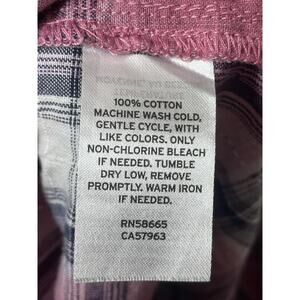 100% COTTON
MACHINE WASH COLD,
GENTLE CYCLE, WITH
LIKE COLORS. ONLY
NON-CHLORINE BLEACH
IF NEEDED. TUMBLE
DRY LOW, REMOVE
PROMPTLY. WARM IRON
IF NEEDED.
RN58665
CA57963